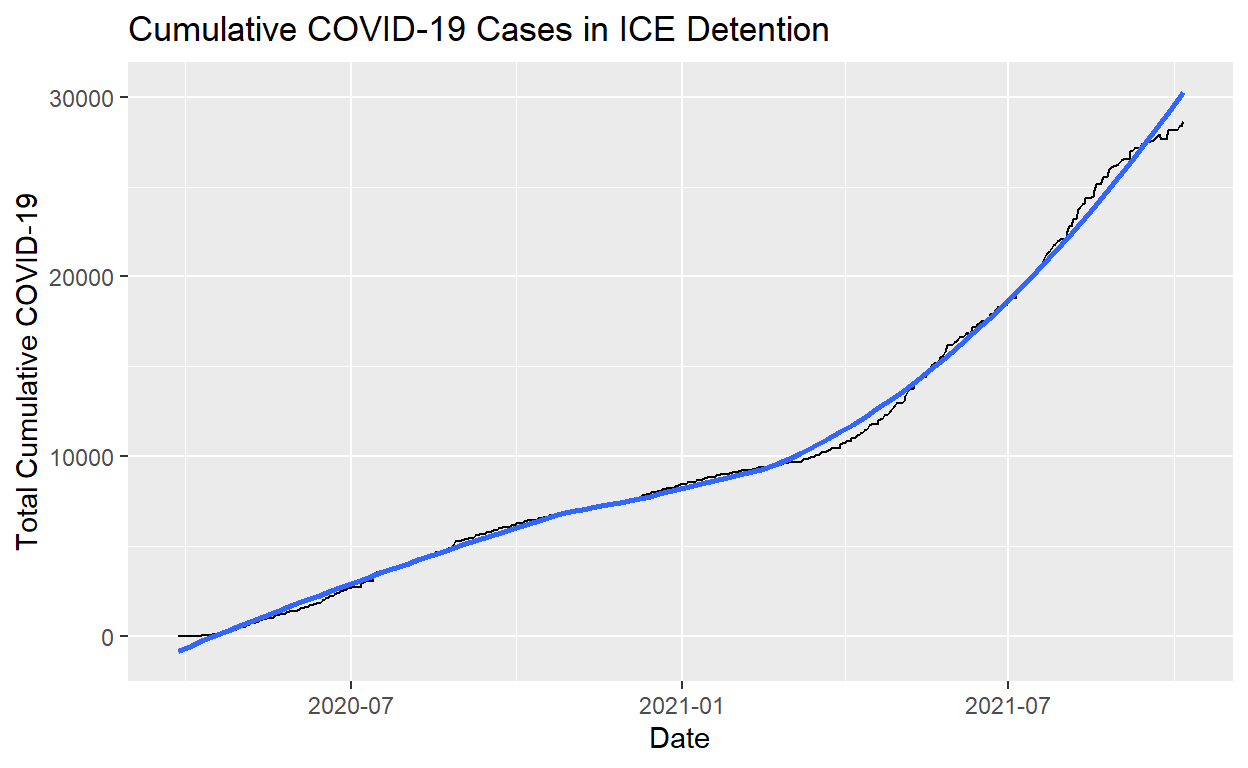 Cumulative COVID-19 Cases in ICE Detention
Total Cumulative COVID-19
30000
20000
10000
0
2020-07 2021-01 2021-07
Date